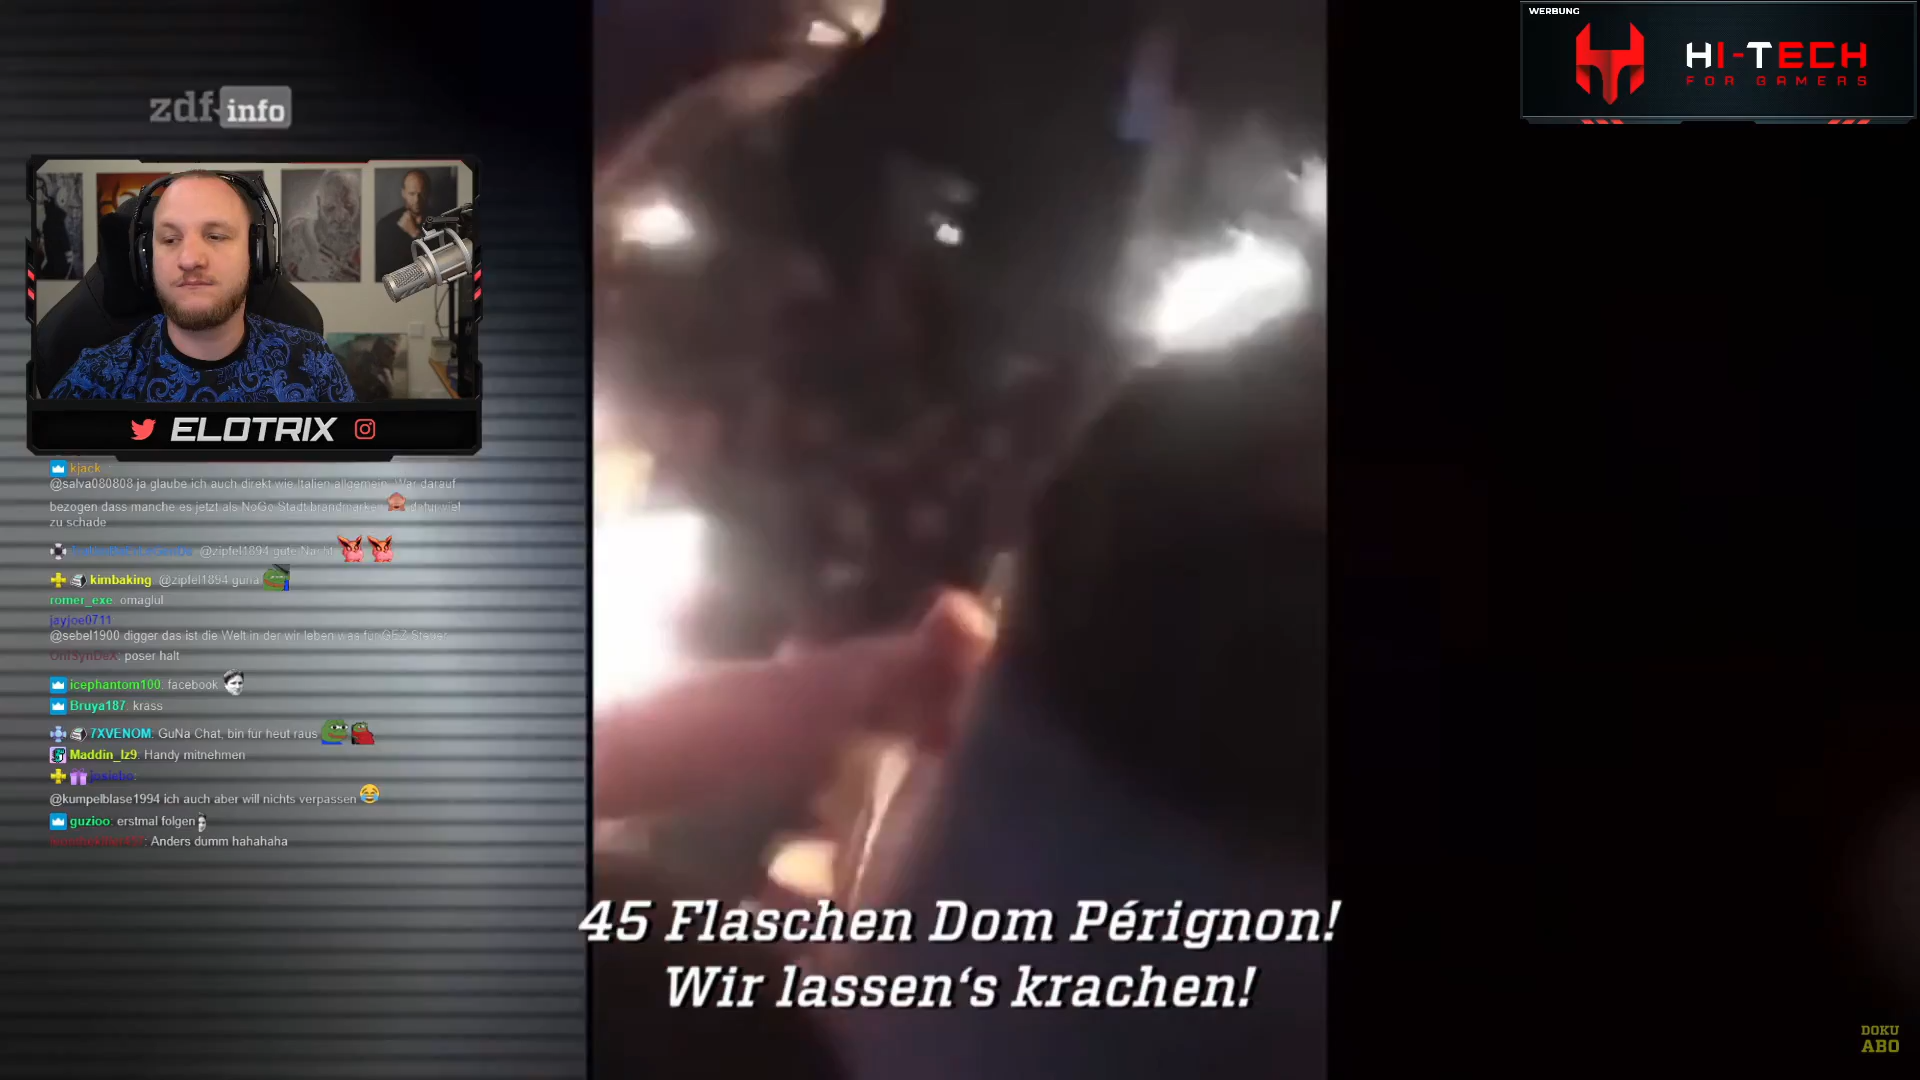 WERBUNG
HI-TECH
FOR GAMERS
zdf info
ELOTRIX
kjack
@salva080808 ja glaube ich auch direkt wie Italien allgemein. War darauf
bezogen dass manche es jetzt als NoGo Stadt brandmarken dafür viel
zu schade
@zipfel1894 gute Nacht
kimbaking @zipfel1894 guna
romer_exe: omaglul
jayjoe0711
@sebel1900 digger das ist die Welt in der wir leben was für GEZ Steuer
poser halt
icephantom100: facebook
Bruya187: krass
7XVENOM: GuNa Chat, bin für heut raus
Maddin_lz9: Handy mitnehmen
josiebo:
@kumpelblase1994 ich auch aber will nichts verpassen
guzioo: erstmal folgen
: Anders dumm hahahaha
45 Flaschen Dom Pérignon!
Wir lassen‘s krachen!
DOKU
ABO